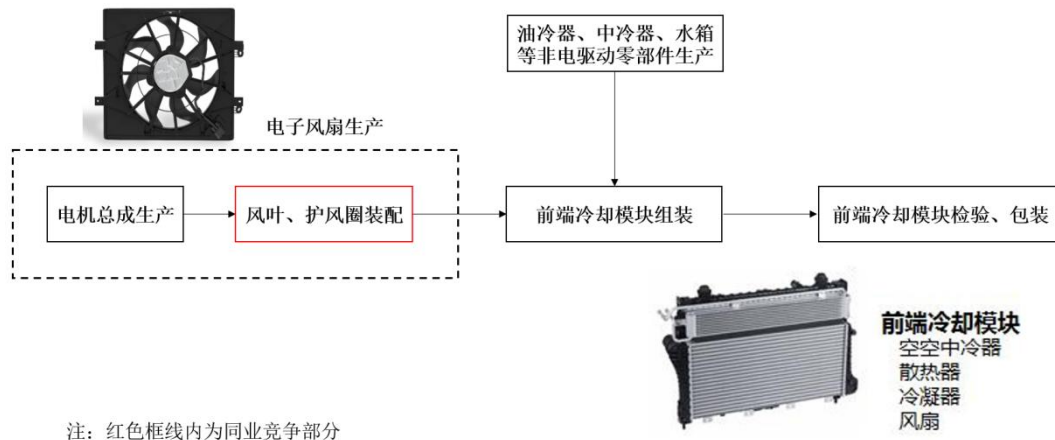 油冷器、中冷器、水箱
等非电驱动零部件生产
电子风扇生产
电机总成生产
风叶、护风圈装配
前端冷却模块组装
前端冷却模块检验、包装
前端冷却模块
空空中冷器
散热器
冷凝器
风扇
注：红色框线内为同业竞争部分